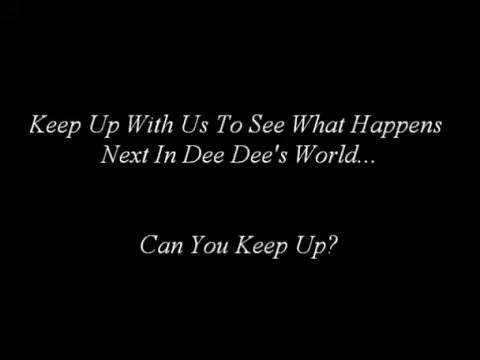 Keep Up With Us To See What Happens
Next In Dee Dee's World...
Can You Keep Up?